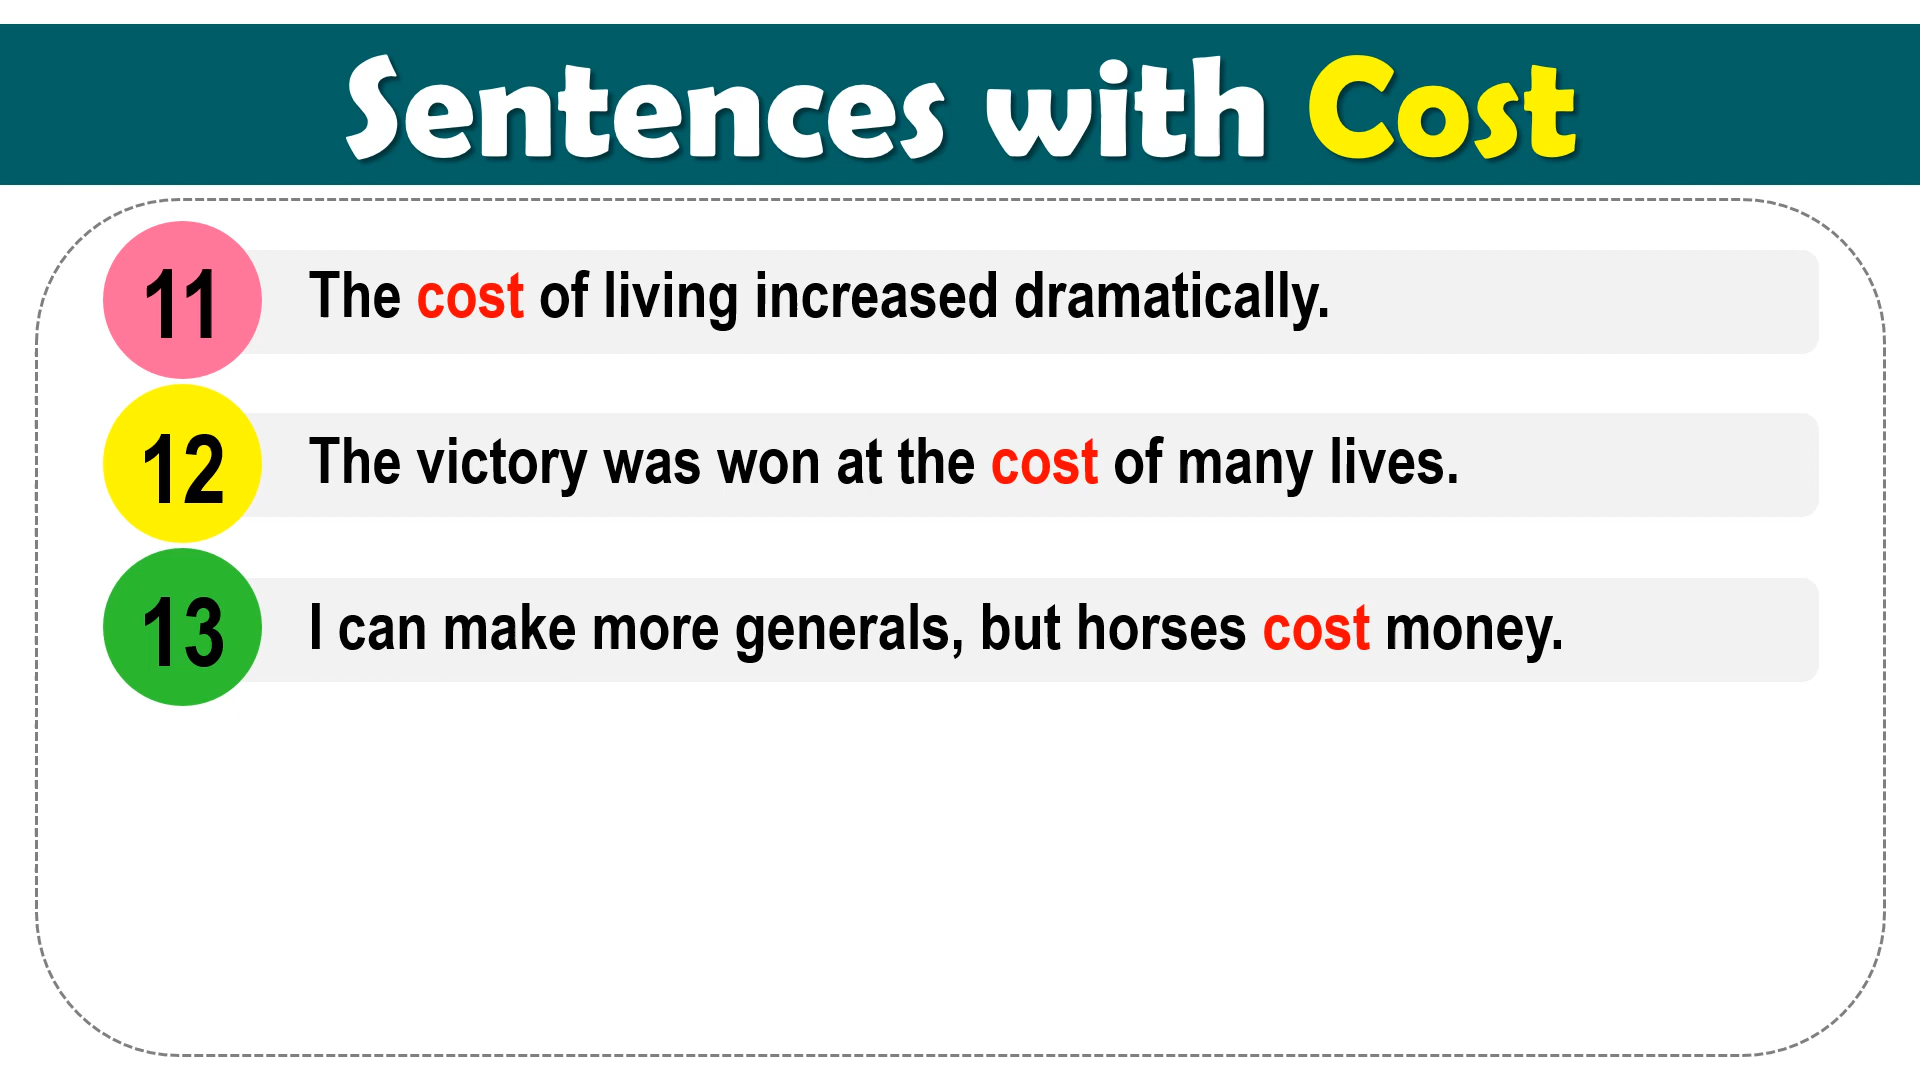 Sentences with Cost
11 The cost of living increased dramatically.
12 The victory was won at the cost of many lives.
13 I can make more generals, but horses cost money.